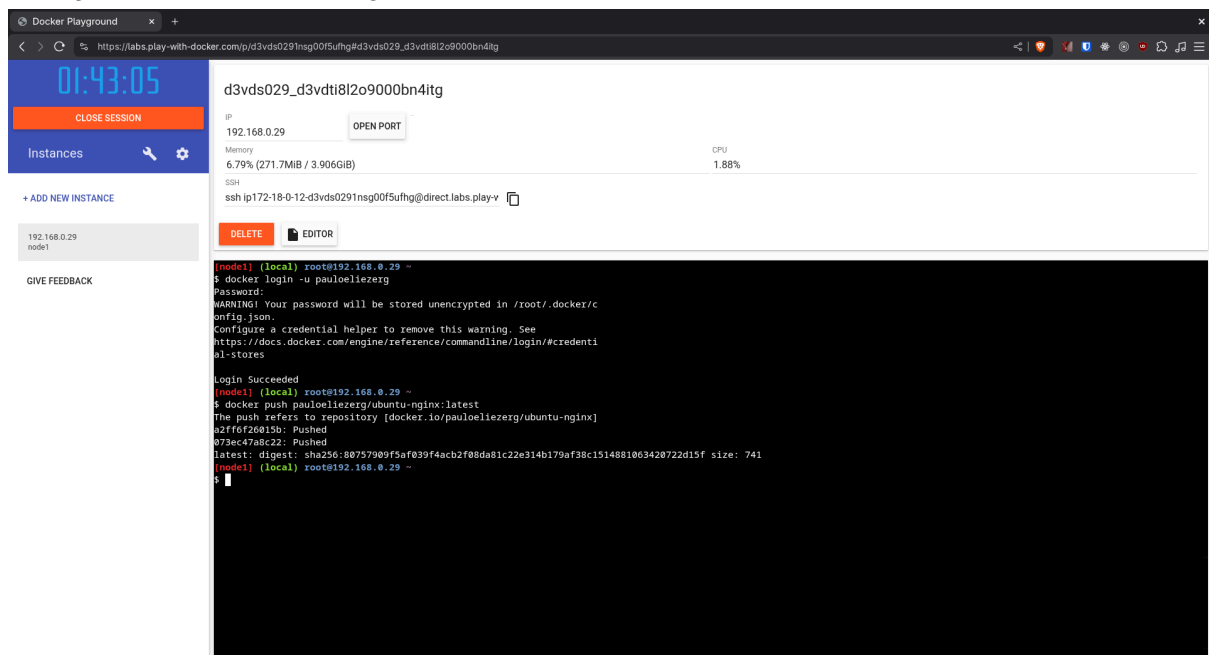 Docker Playground
https://labs.play-with-docker.com/p/d3vds0291nsg00f5ufhg#d3vds029_d3vdti8l2o9000bn4itg
01:43:05
CLOSE SESSION
Instances
+ ADD NEW INSTANCE
192.168.0.29
node1
GIVE FEEDBACK
d3vds029_d3vdti8l2o9000bn4itg
IP
192.168.0.29
OPEN PORT
Memory
6.79% (271.7MiB / 3.906GiB)
CPU
1.88%
SSH
ssh ip172-18-0-12-d3vds0291nsg00f5ufhg@direct.labs.play-v
DELETE
EDITOR
[node1] (local) root@192.168.0.29 ~
$ docker login -u pauloeliezerg
Password:
WARNING! Your password will be stored unencrypted in /root/.docker/c
onfig.json.
Configure a credential helper to remove this warning. See
https://docs.docker.com/engine/reference/commandline/login/#credenti
al-stores
Login Succeeded
[node1] (local) root@192.168.0.29 ~
$ docker push pauloeliezerg/ubuntu-nginx:latest
The push refers to repository [docker.io/pauloeliezerg/ubuntu-nginx]
a2ff6f26015b: Pushed
073ec47a8c22: Pushed
latest: digest: sha256:80757909f5af039f4acb2f08da81c22e314b179af38c1514881063420722d15f size: 741
[node1] (local) root@192.168.0.29 ~
$